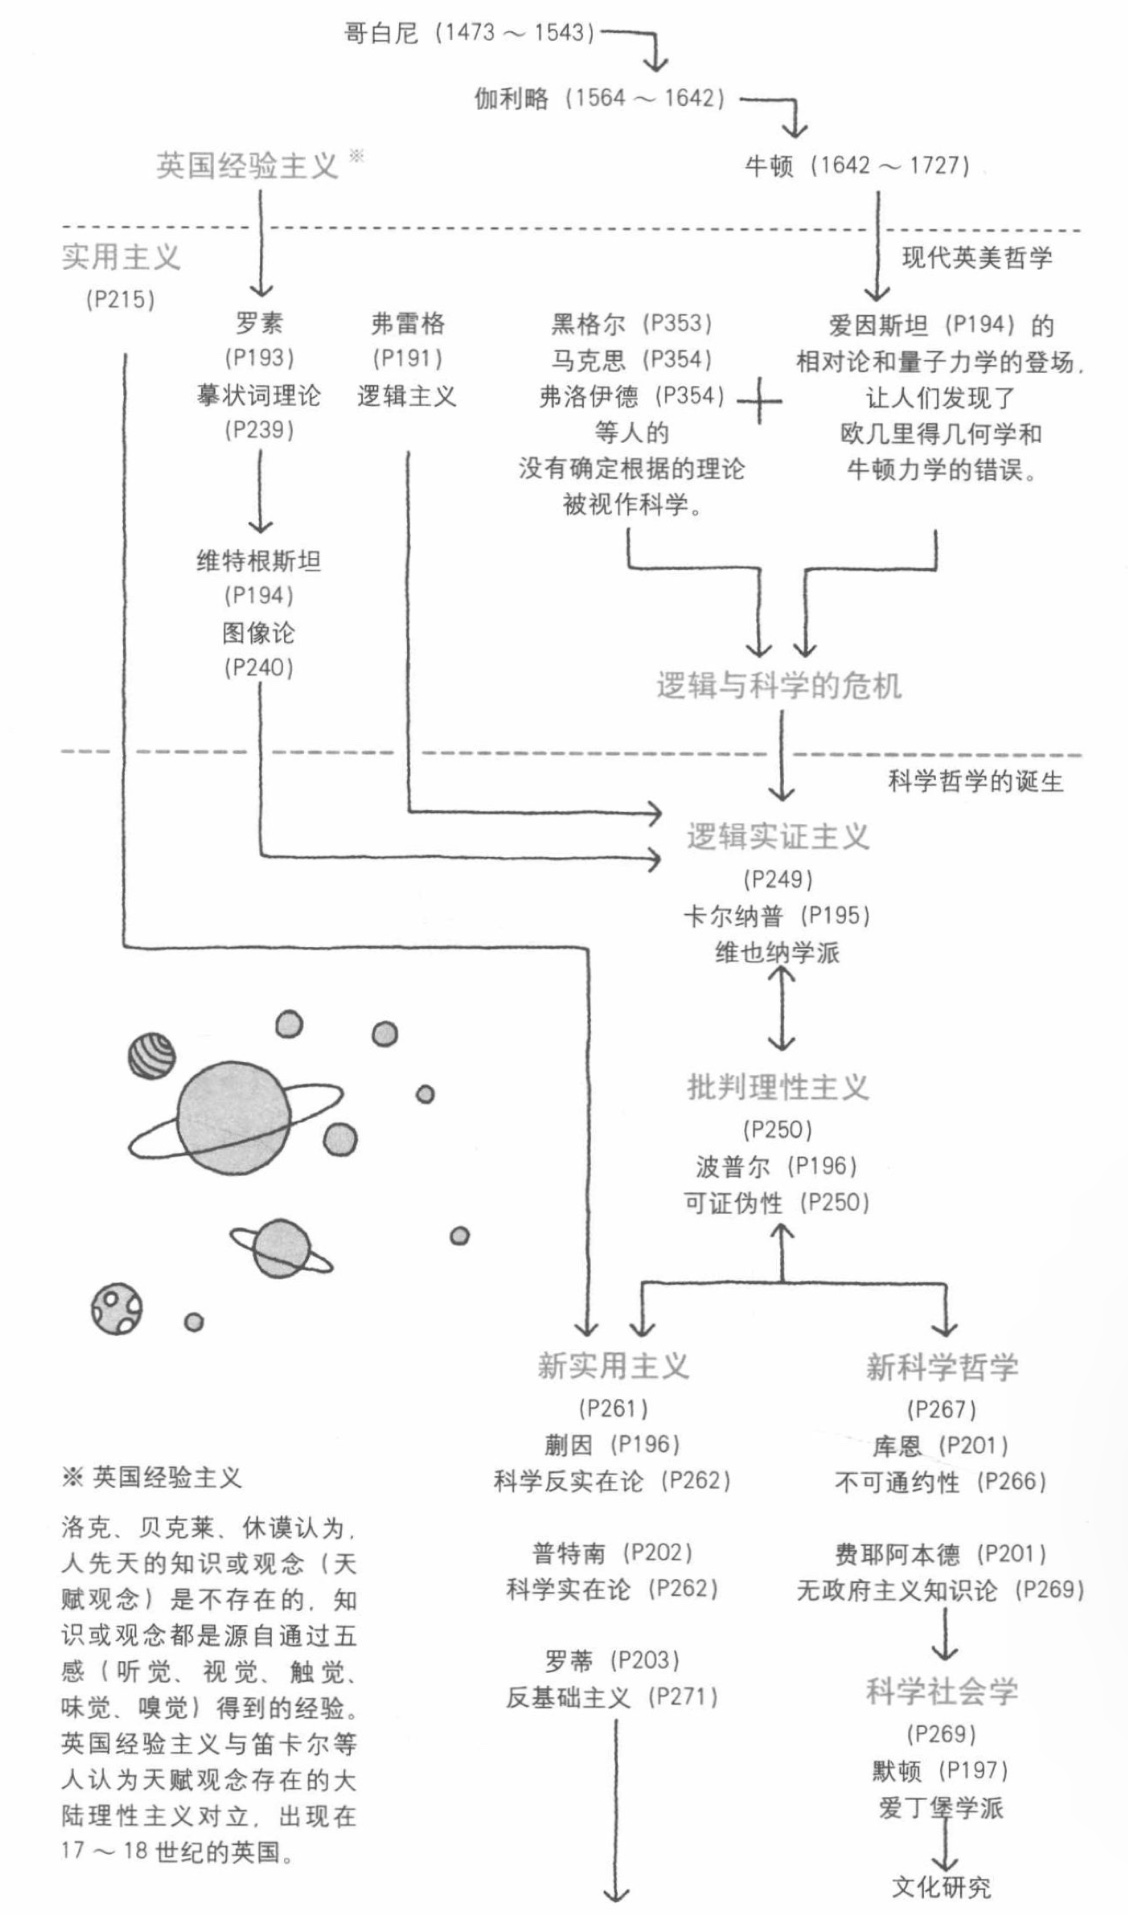 哥白尼（1473～1543）
伽利略（1564～1642）
牛顿（1642～1727）
英国经验主义※
现代英美哲学
实用主义
（P215）
罗素
（P193）
摹状词理论
（P239）
弗雷格
（P191）
逻辑主义
黑格尔（P353）
马克思（P354）
弗洛伊德（P354）
等人的
没有确定根据的理论
被视作科学。
爱因斯坦（P194）的
相对论和量子力学的登场，
让人们发现了
欧几里得几何学和
牛顿力学的错误。
维特根斯坦
（P194）
图像论
（P240）
逻辑与科学的危机
科学哲学的诞生
逻辑实证主义
（P249）
卡尔纳普（P195）
维也纳学派
批判理性主义
（P250）
波普尔（P196）
可证伪性（P250）
新实用主义
（P261）
蒯因（P196）
科学反实在论（P262）
普特南（P202）
科学实在论（P262）
罗蒂（P203）
反基础主义（P271）
新科学哲学
（P267）
库恩（P201）
不可通约性（P266）
费耶阿本德（P201）
无政府主义知识论（P269）
科学社会学
（P269）
默顿（P197）
爱丁堡学派
文化研究
※ 英国经验主义
洛克、贝克莱、休谟认为，
人先天的知识或观念（天
赋观念）是不存在的，知
识或观念都是源自通过五
感（听觉、视觉、触觉、
味觉、嗅觉）得到的经验。
英国经验主义与笛卡尔等
人认为天赋观念存在的大
陆理性主义对立，出现在
17～18世纪的英国。